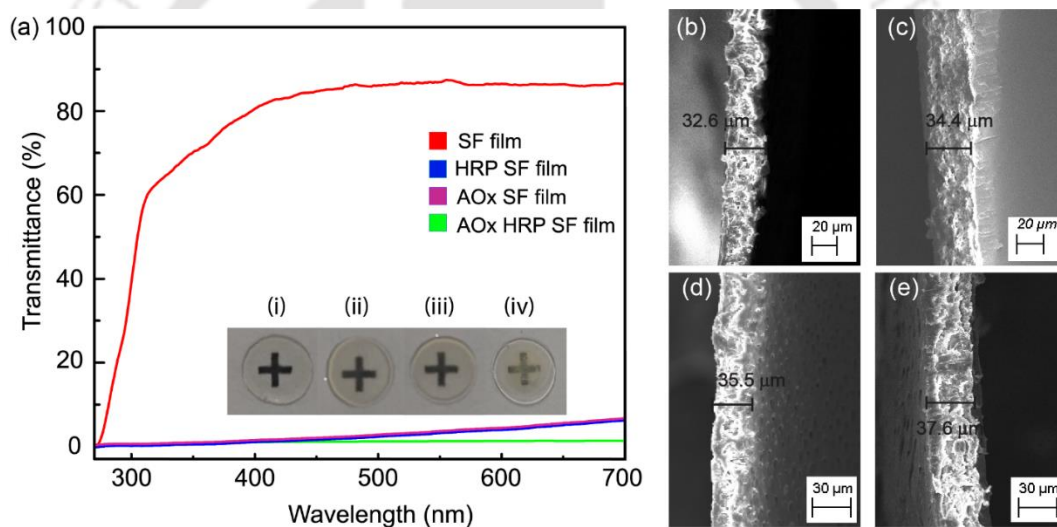 (a)
100
80
60
40
20
0
Transmittance (%)
300 400 500 600 700
Wavelength (nm)
SF film
HRP SF film
AOx SF film
AOx HRP SF film
(i) (ii) (iii) (iv)
(b)
32.6 μm
20 μm
(c)
34.4 μm
20 μm
(d)
35.5 μm
30 μm
(e)
37.6 μm
30 μm